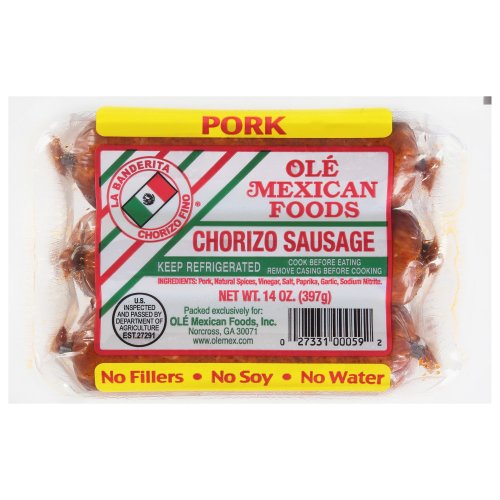 PORK
LA BANDERITA
CHORIZO FINO
®
OLÉ
MEXICAN
FOODS
CHORIZO SAUSAGE
KEEP REFRIGERATED
COOK BEFORE EATING
REMOVE CASING BEFORE COOKING
INGREDIENTS: Pork, Natural Spices, Vinegar, Salt, Paprika, Garlic, Sodium Nitrite.
NET WT. 14 OZ. (397g)
U.S.
INSPECTED
AND PASSED BY
DEPARTMENT OF
AGRICULTURE
EST.27291
Packed exclusively for:
OLÉ Mexican Foods, Inc.
Norcross, GA 30071
www.olemex.com
0 27331 00059 2
No Fillers • No Soy • No Water